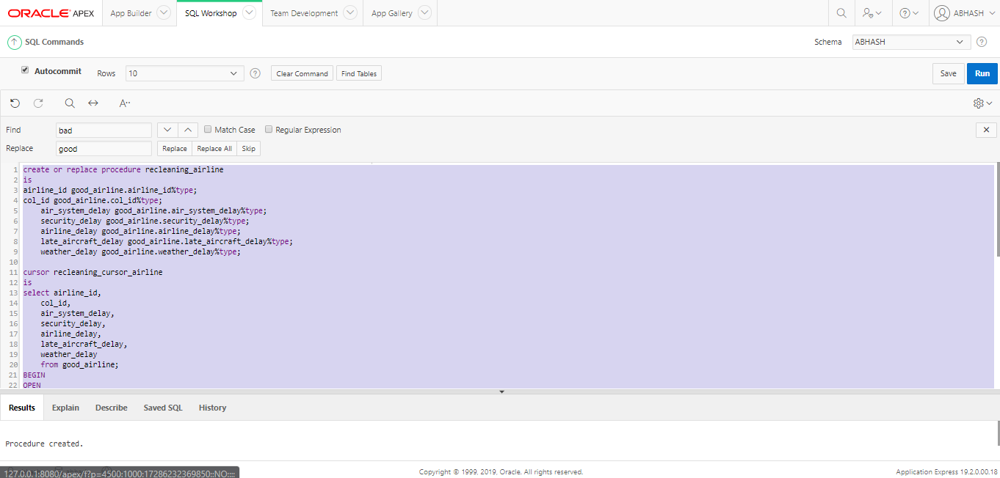 ORACLE® APEX App Builder SQL Workshop Team Development App Gallery ABHASH
SQL Commands Schema ABHASH
Autocommit Rows 10 Clear Command Find Tables Save Run
A
Find bad Match Case Regular Expression
Replace good Replace Replace All Skip
1 create or replace procedure recleaning_airline
2 is
3 airline_id good_airline.airline_id%type;
4 col_id good_airline.col_id%type;
5 air_system_delay good_airline.air_system_delay%type;
6 security_delay good_airline.security_delay%type;
7 airline_delay good_airline.airline_delay%type;
8 late_aircraft_delay good_airline.late_aircraft_delay%type;
9 weather_delay good_airline.weather_delay%type;
10
11 cursor recleaning_cursor_airline
12 is
13 select airline_id,
14 col_id,
15 air_system_delay,
16 security_delay,
17 airline_delay,
18 late_aircraft_delay,
19 weather_delay
20 from good_airline;
21 BEGIN
22 OPEN
Results Explain Describe Saved SQL History
Procedure created.
127.0.0.1:8080/apex/f?p=4500:1000:17286232369850::NO::::
Copyright © 1999, 2019, Oracle. All rights reserved. Application Express 19.2.0.00.18